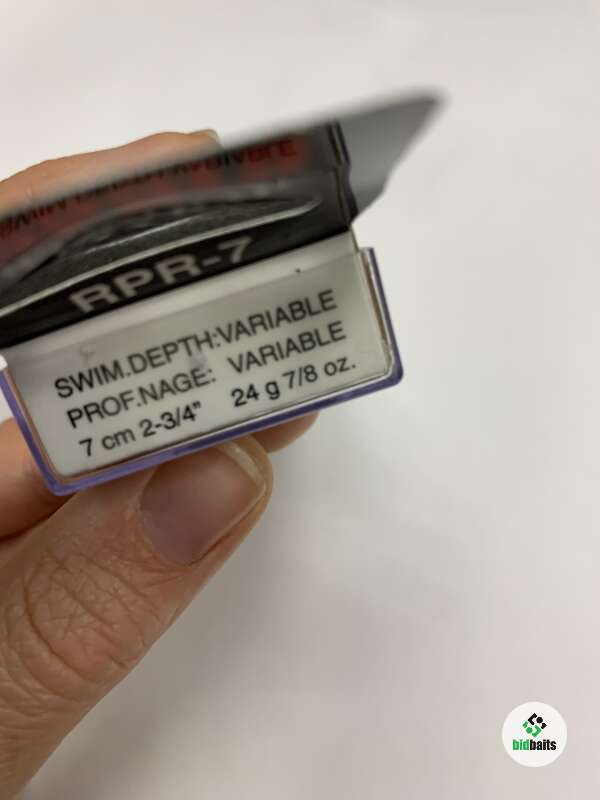 RPR-7
SWIM.DEPTH:VARIABLE
PROF.NAGE: VARIABLE
7 cm 2-3/4" 24 g 7/8 oz.
bidbaits